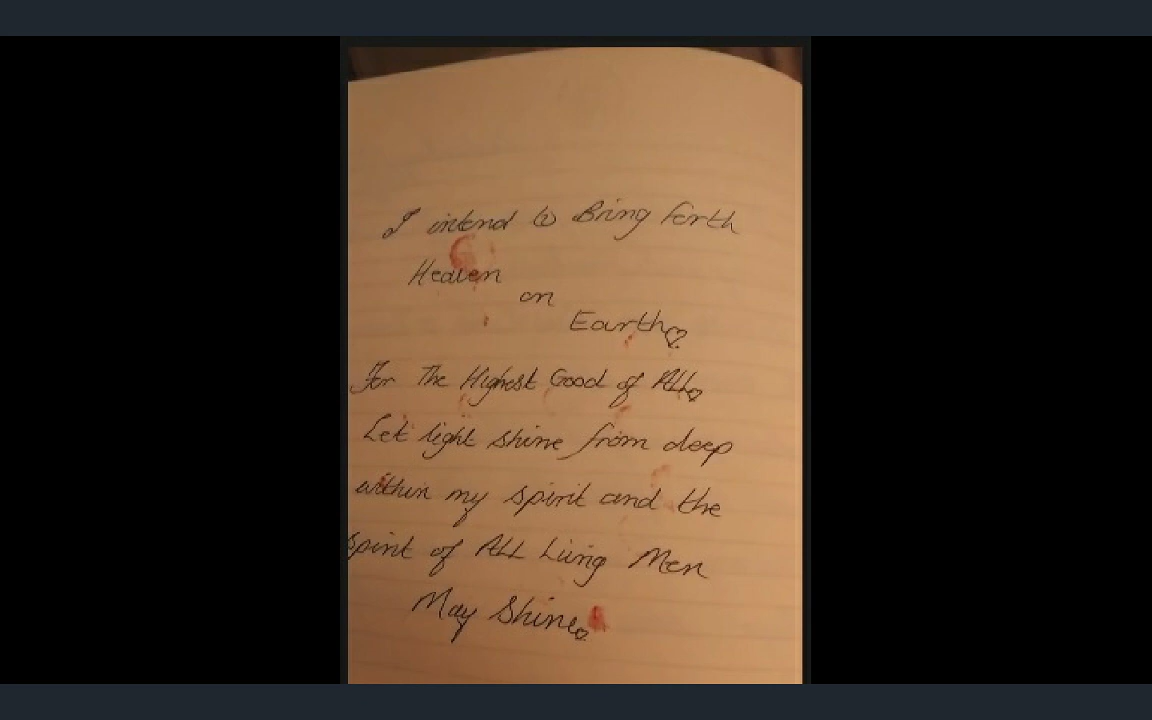 I intend to Bring forth
Heaven
on
Earth♡
For The Highest Good of ALL♡
Let light shine from deep
within my spirit and the
Spirit of ALL Living Men
May Shine♡